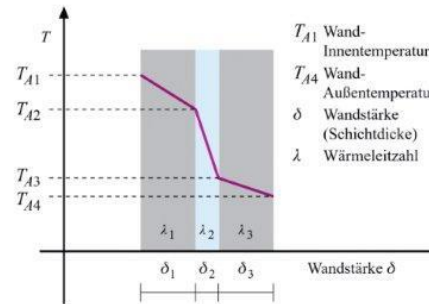 T
T_A1
T_A2
T_A3
T_A4
λ1 λ2 λ3
δ1 δ2 δ3
Wandstärke δ
T_A1 Wand-
Innentemperatur
T_A4 Wand-
Außentemperatu
δ Wandstärke
(Schichtdicke)
λ Wärmeleitzahl